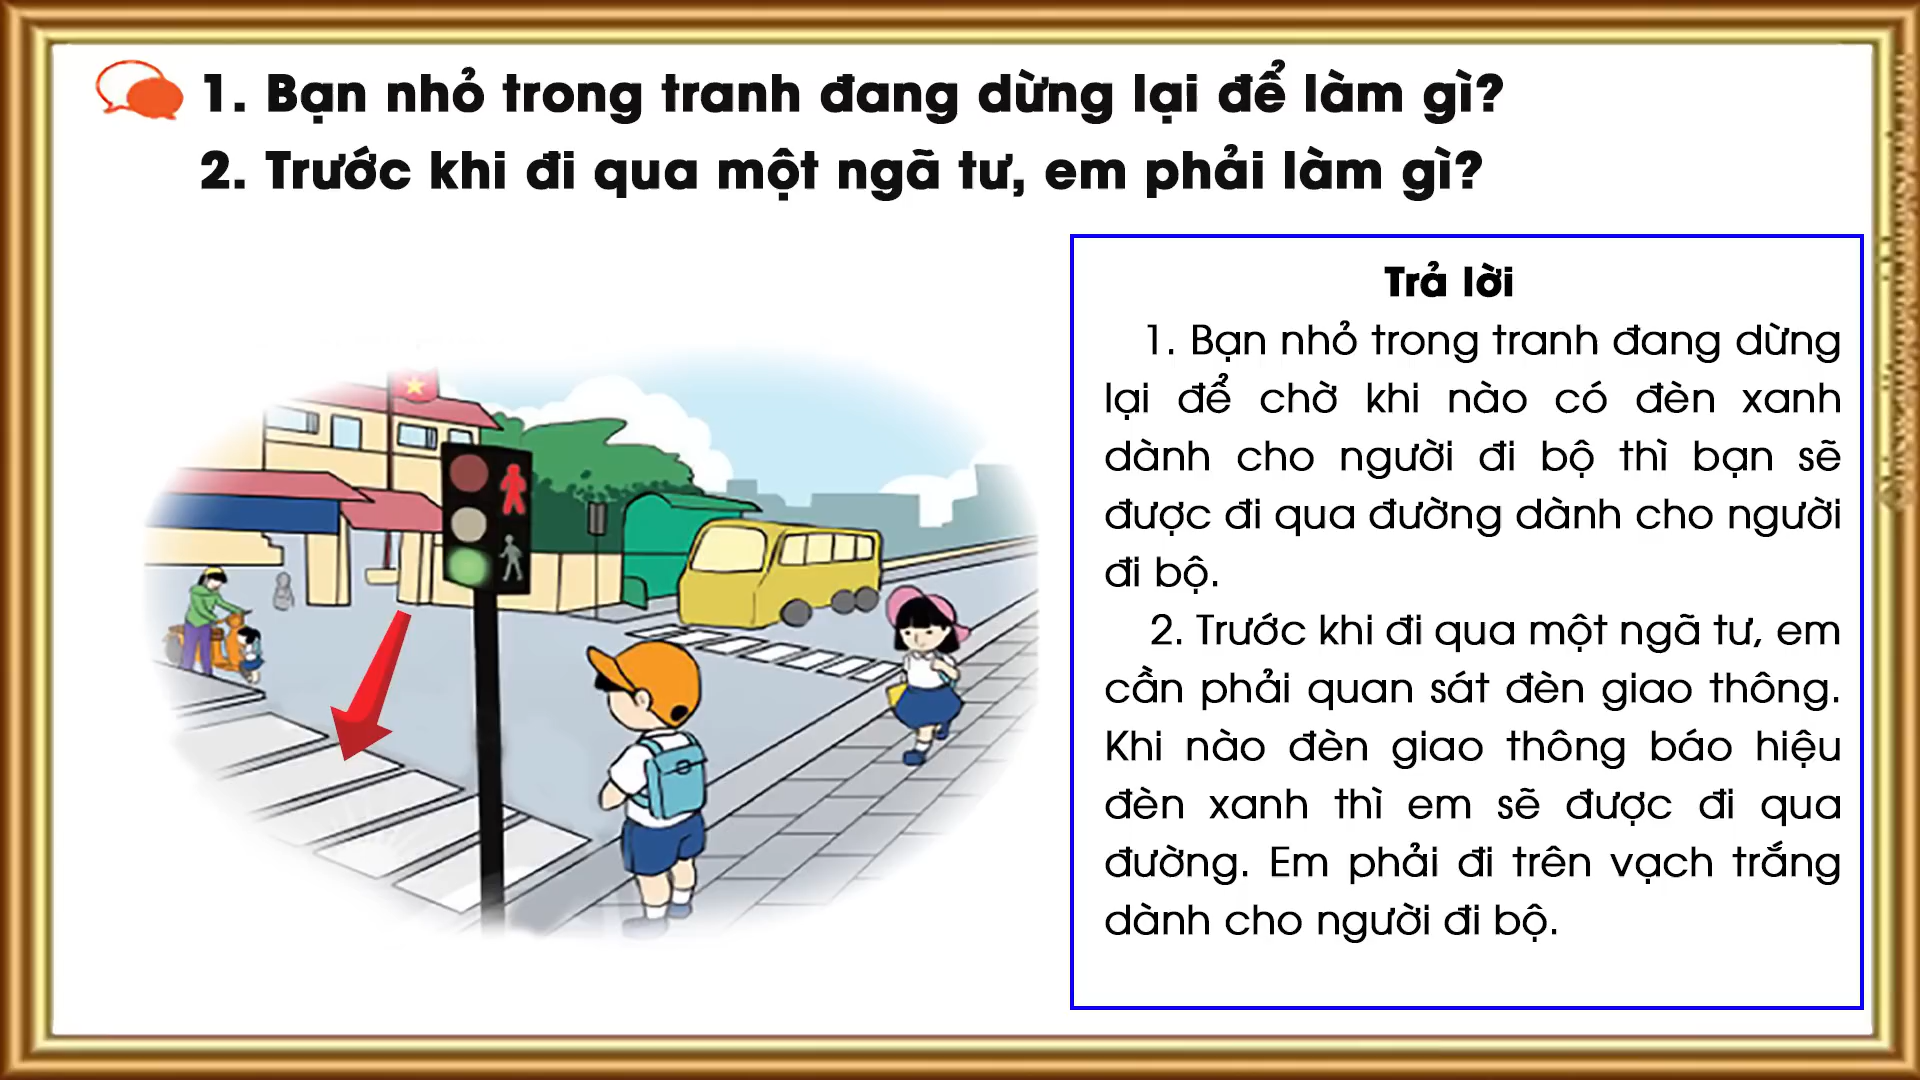 1. Bạn nhỏ trong tranh đang dừng lại để làm gì?
2. Trước khi đi qua một ngã tư, em phải làm gì?
Trả lời
1. Bạn nhỏ trong tranh đang dừng
lại để chờ khi nào có đèn xanh
dành cho người đi bộ thì bạn sẽ
được đi qua đường dành cho người
đi bộ.
2. Trước khi đi qua một ngã tư, em
cần phải quan sát đèn giao thông.
Khi nào đèn giao thông báo hiệu
đèn xanh thì em sẽ được đi qua
đường. Em phải đi trên vạch trắng
dành cho người đi bộ.